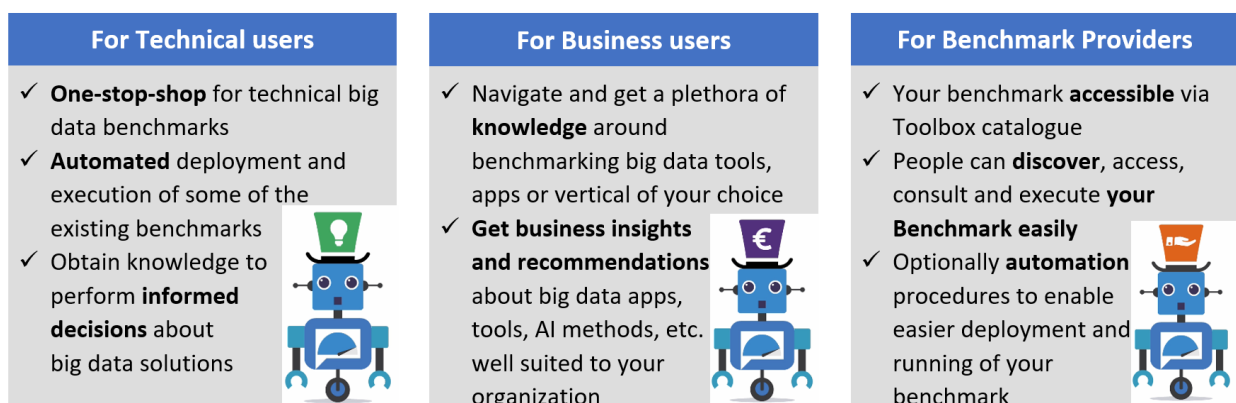 For Technical users
✓ One-stop-shop for technical big
data benchmarks
✓ Automated deployment and
execution of some of the
existing benchmarks
✓ Obtain knowledge to
perform informed
decisions about
big data solutions
For Business users
✓ Navigate and get a plethora of
knowledge around
benchmarking big data tools,
apps or vertical of your choice
✓ Get business insights
and recommendations
about big data apps,
tools, AI methods, etc.
well suited to your
organization
€
For Benchmark Providers
✓ Your benchmark accessible via
Toolbox catalogue
✓ People can discover, access,
consult and execute your
Benchmark easily
✓ Optionally automation
procedures to enable
easier deployment and
running of your
benchmark